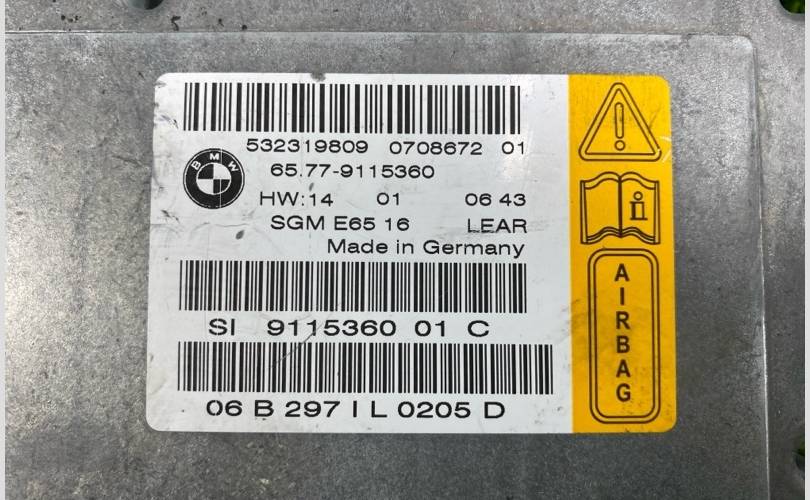 532319809 0708672 01
BMW
65.77-9115360
HW:14 01 06 43
SGM E65 16 LEAR
Made in Germany
SI 9115360 01 C
06 B 297 I L 0205 D
i
AIRBAG